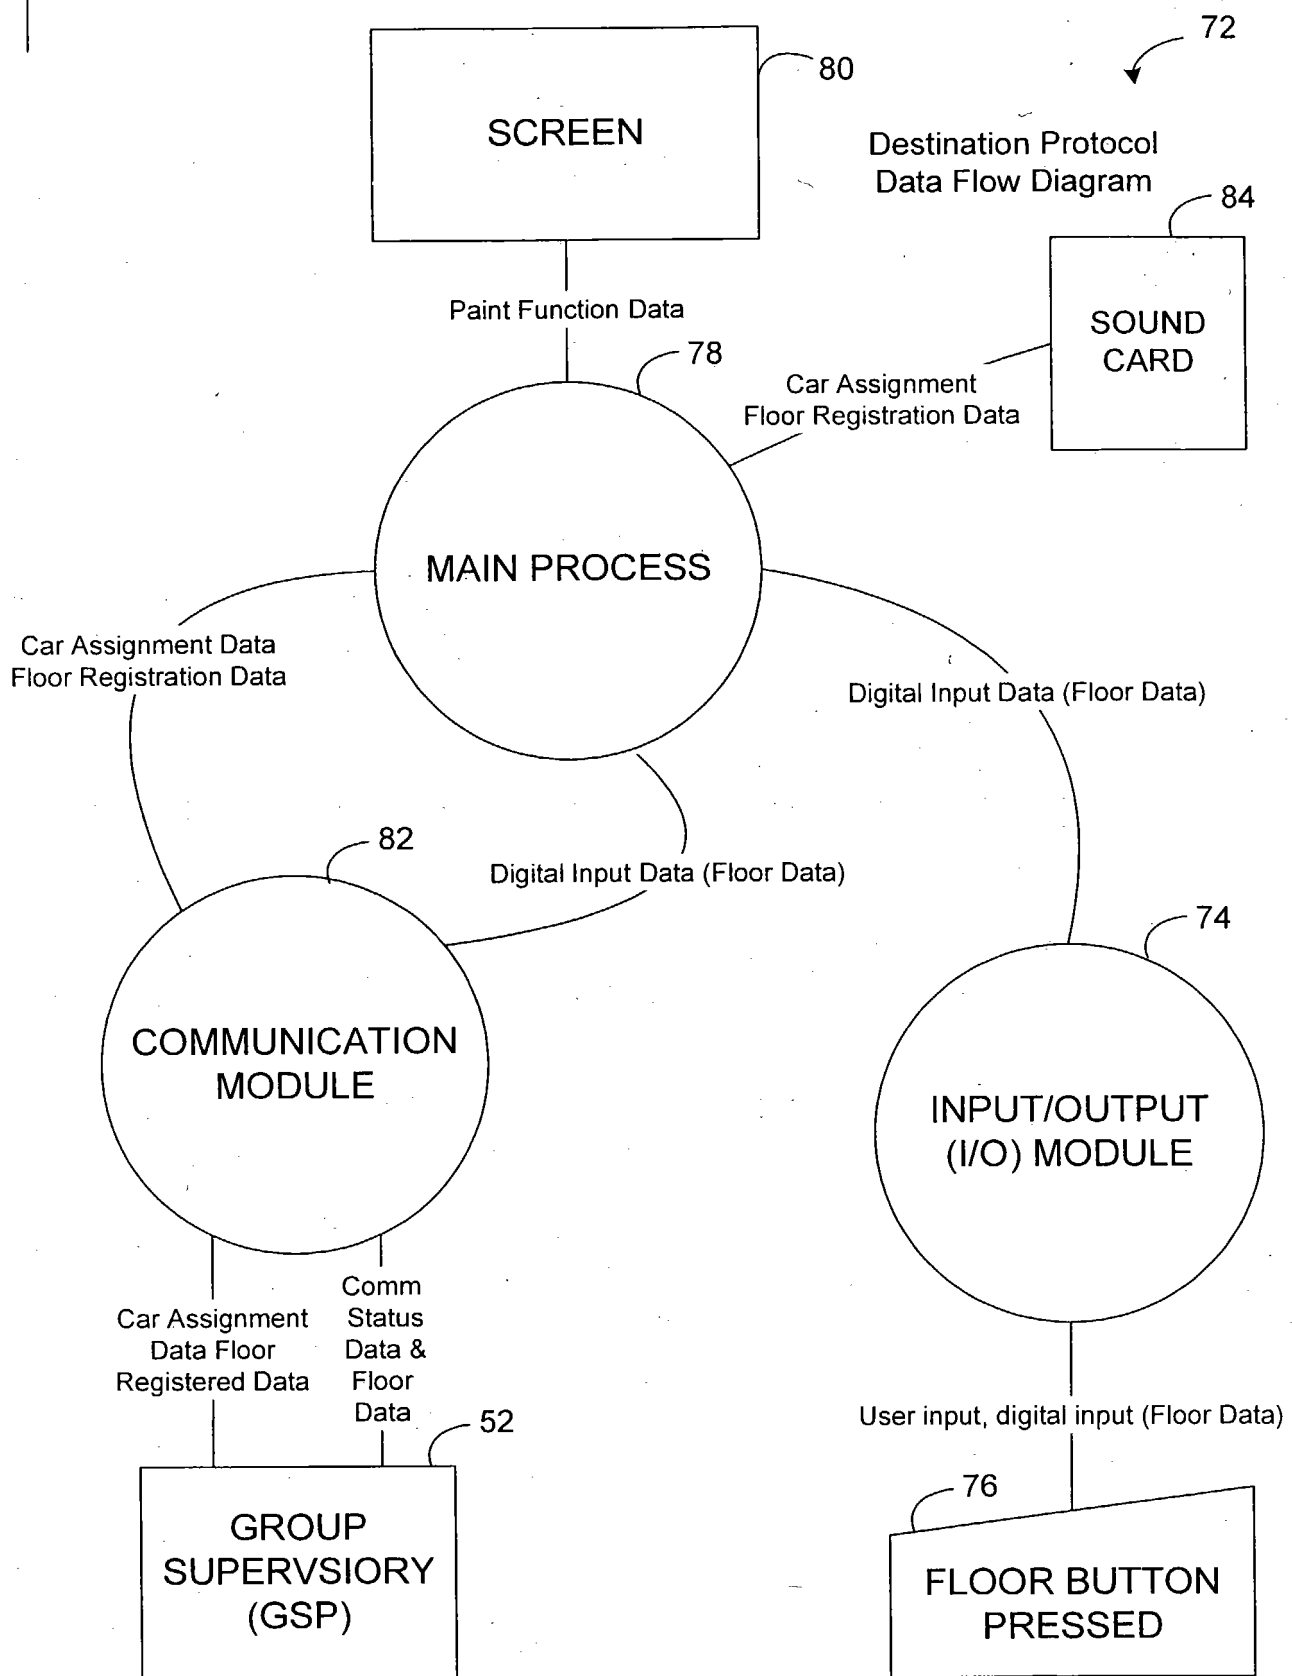 72
80
SCREEN
Destination Protocol
Data Flow Diagram
84
SOUND
CARD
Paint Function Data
78
Car Assignment
Floor Registration Data
MAIN PROCESS
Car Assignment Data
Floor Registration Data
Digital Input Data (Floor Data)
82
Digital Input Data (Floor Data)
74
COMMUNICATION
MODULE
INPUT/OUTPUT
(I/O) MODULE
Car Assignment
Data Floor
Registered Data
Comm
Status
Data &
Floor
Data
User input, digital input (Floor Data)
52
76
GROUP
SUPERVSIORY
(GSP)
FLOOR BUTTON
PRESSED